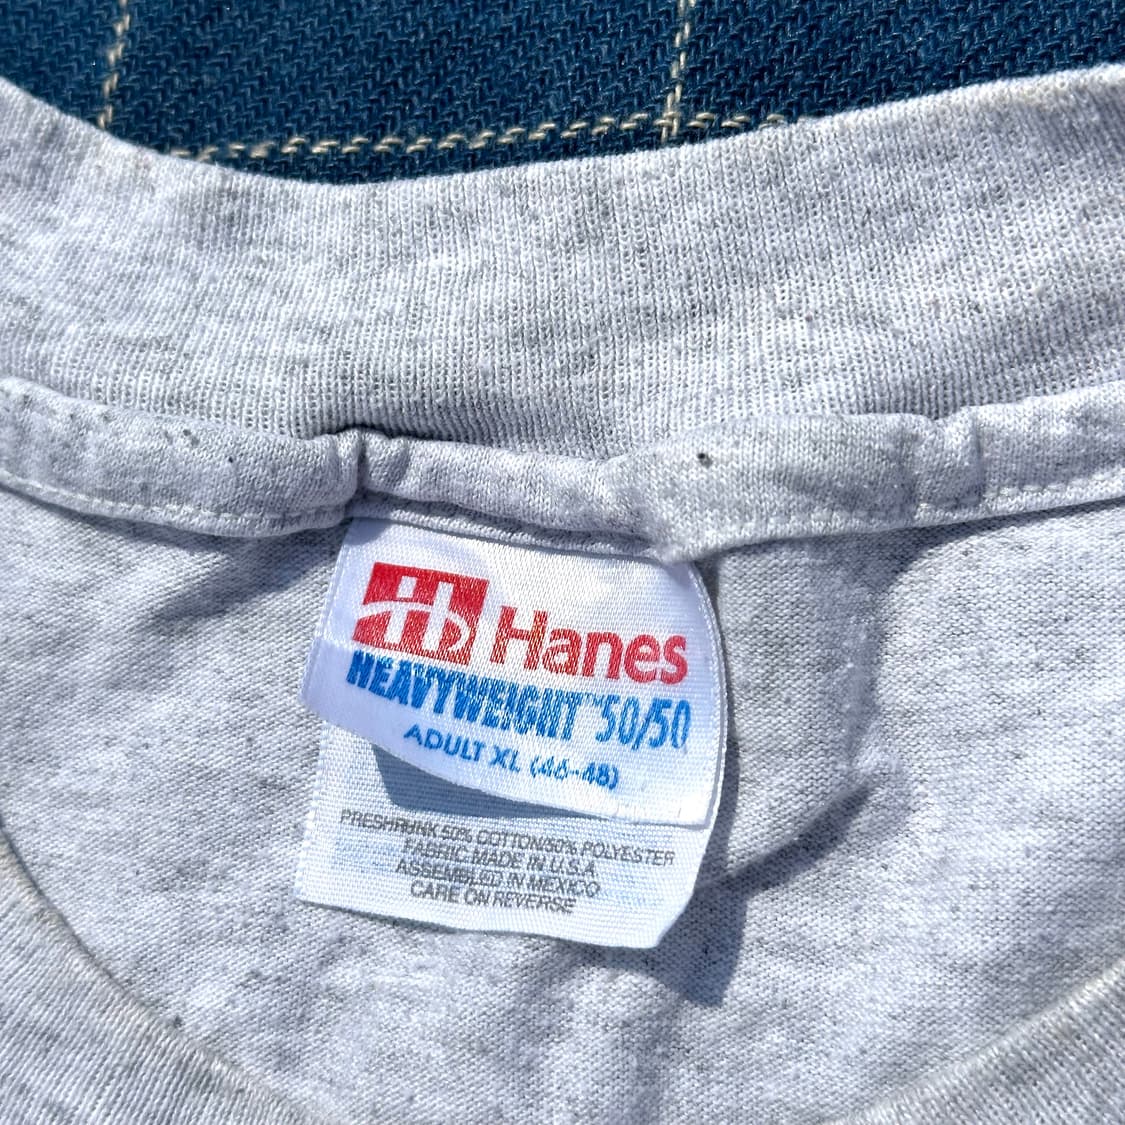 Hanes
HEAVYWEIGHT™ 50/50
ADULT XL (46-48)
PRESHRUNK 50% COTTON/50% POLYESTER
FABRIC MADE IN U.S.A
ASSEMBLED IN MEXICO
CARE ON REVERSE